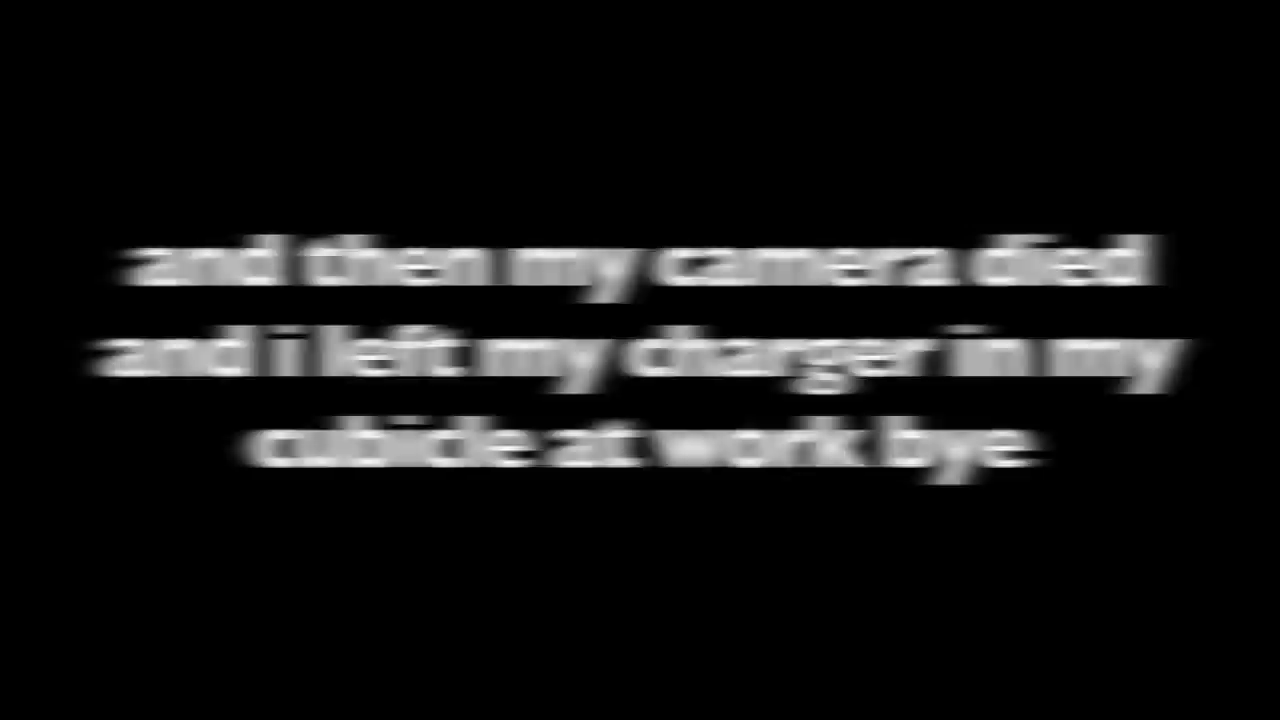 and then my camera died
and i left my charger in my
cubicle at work bye